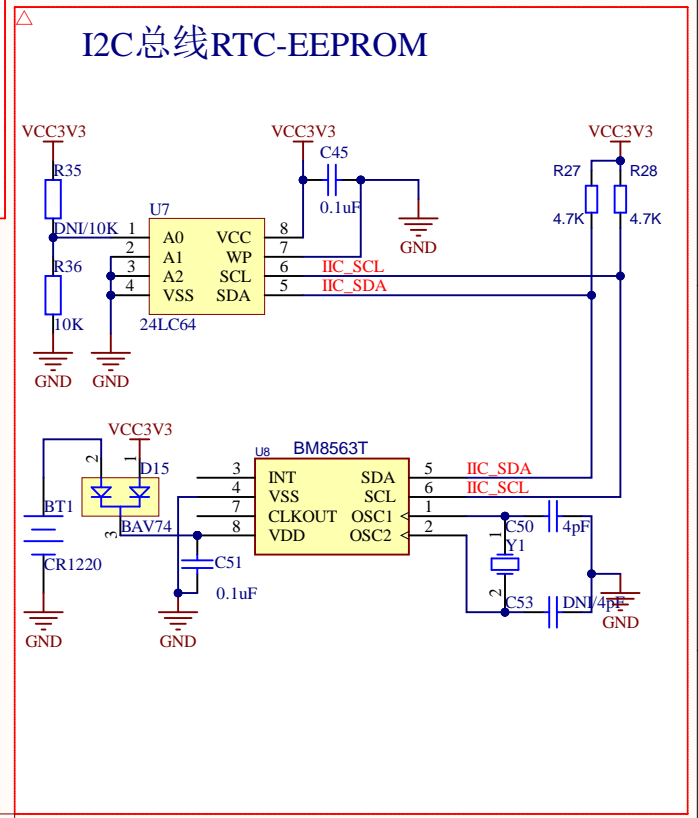 I2C总线RTC-EEPROM
VCC3V3
VCC3V3
VCC3V3
R35
C45
R27
R28
0.1uF
4.7K
4.7K
U7
DNI/10K
1
A0
VCC
8
2
A1
WP
7
GND
3
A2
SCL
6
IIC_SCL
4
VSS
SDA
5
IIC_SDA
R36
10K
24LC64
GND
GND
VCC3V3
U8
BM8563T
2
1
D15
3
INT
SDA
5
IIC_SDA
4
VSS
SCL
6
IIC_SCL
BT1
7
CLKOUT
OSC1
1
BAV74
3
8
VDD
OSC2
2
C50
4pF
1
Y1
CR1220
C51
0.1uF
2
C53
DNI/4pF
GND
GND
GND